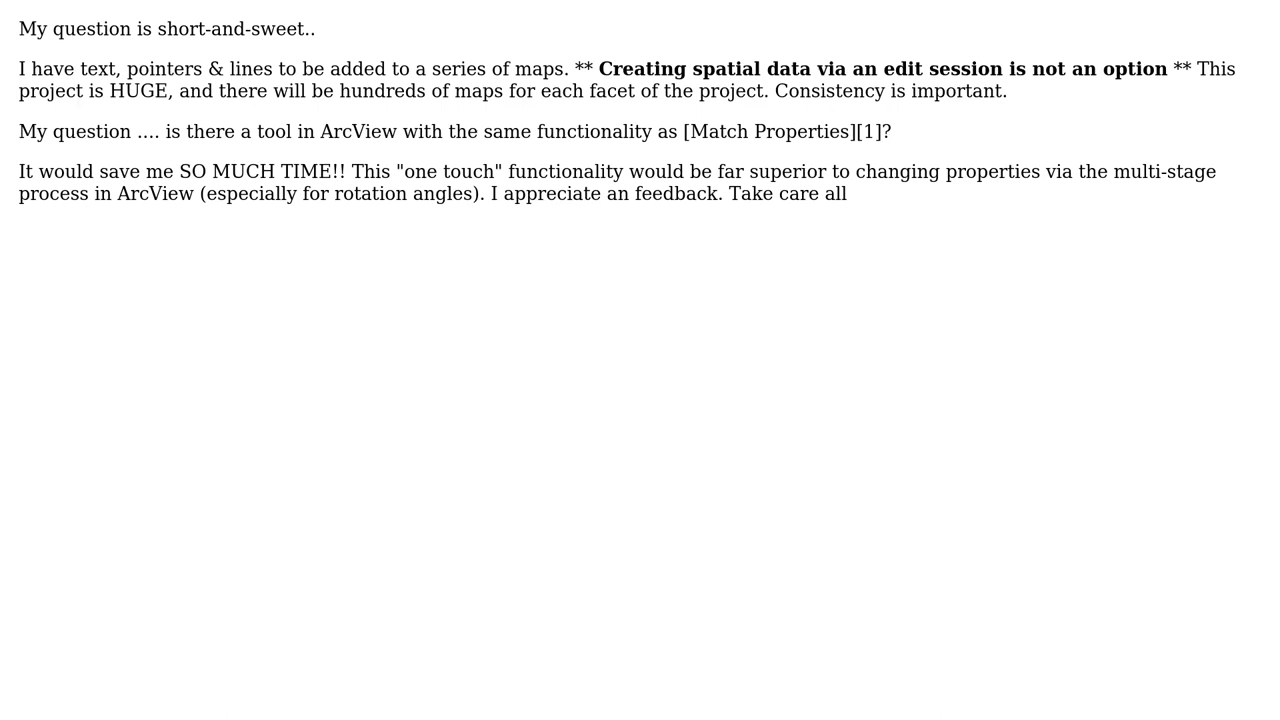 My question is short-and-sweet..
I have text, pointers & lines to be added to a series of maps. ** Creating spatial data via an edit session is not an option ** This
project is HUGE, and there will be hundreds of maps for each facet of the project. Consistency is important.
My question .... is there a tool in ArcView with the same functionality as [Match Properties][1]?
It would save me SO MUCH TIME!! This "one touch" functionality would be far superior to changing properties via the multi-stage
process in ArcView (especially for rotation angles). I appreciate an feedback. Take care all